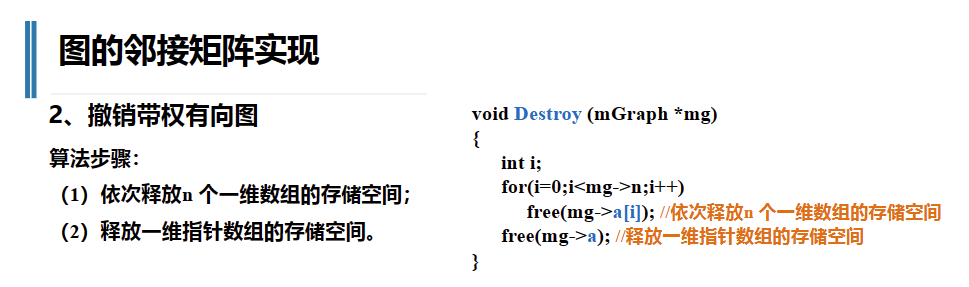 图的邻接矩阵实现
2、撤销带权有向图
算法步骤：
（1）依次释放n 个一维数组的存储空间；
（2）释放一维指针数组的存储空间。
void Destroy (mGraph *mg)
{
int i;
for(i=0;i<mg->n;i++)
free(mg->a[i]); //依次释放n 个一维数组的存储空间
free(mg->a); //释放一维指针数组的存储空间
}